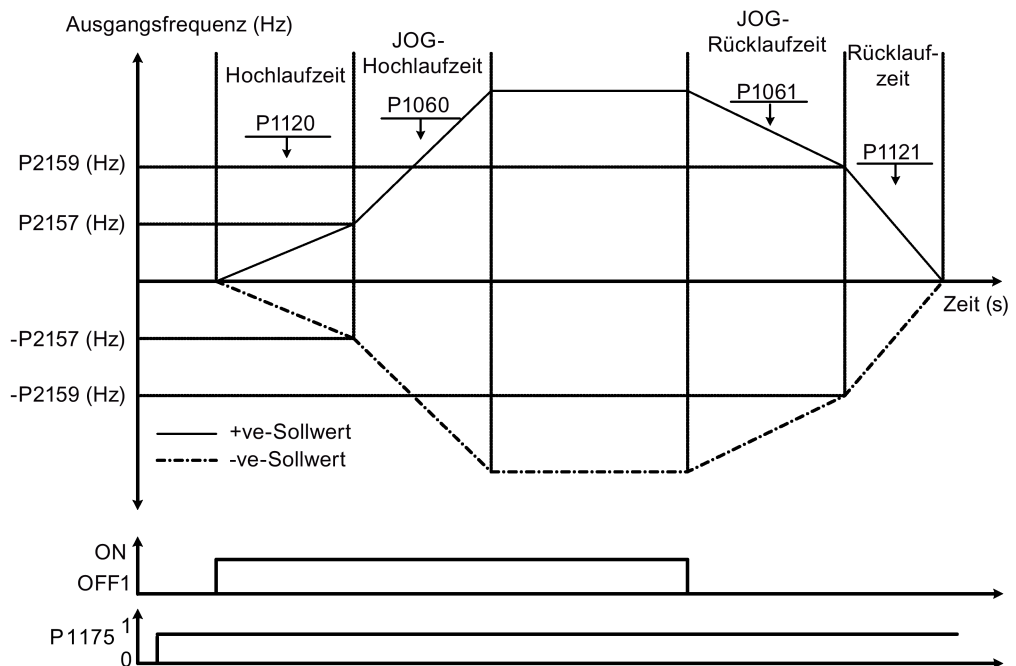 Ausgangsfrequenz (Hz)
Hochlaufzeit
JOG-
Hochlaufzeit
JOG-
Rücklaufzeit
Rücklauf-
zeit
P1120
P1060
P1061
P1121
P2159 (Hz)
P2157 (Hz)
Zeit (s)
-P2157 (Hz)
-P2159 (Hz)
+ve-Sollwert
-ve-Sollwert
ON
OFF1
P1175
1
0